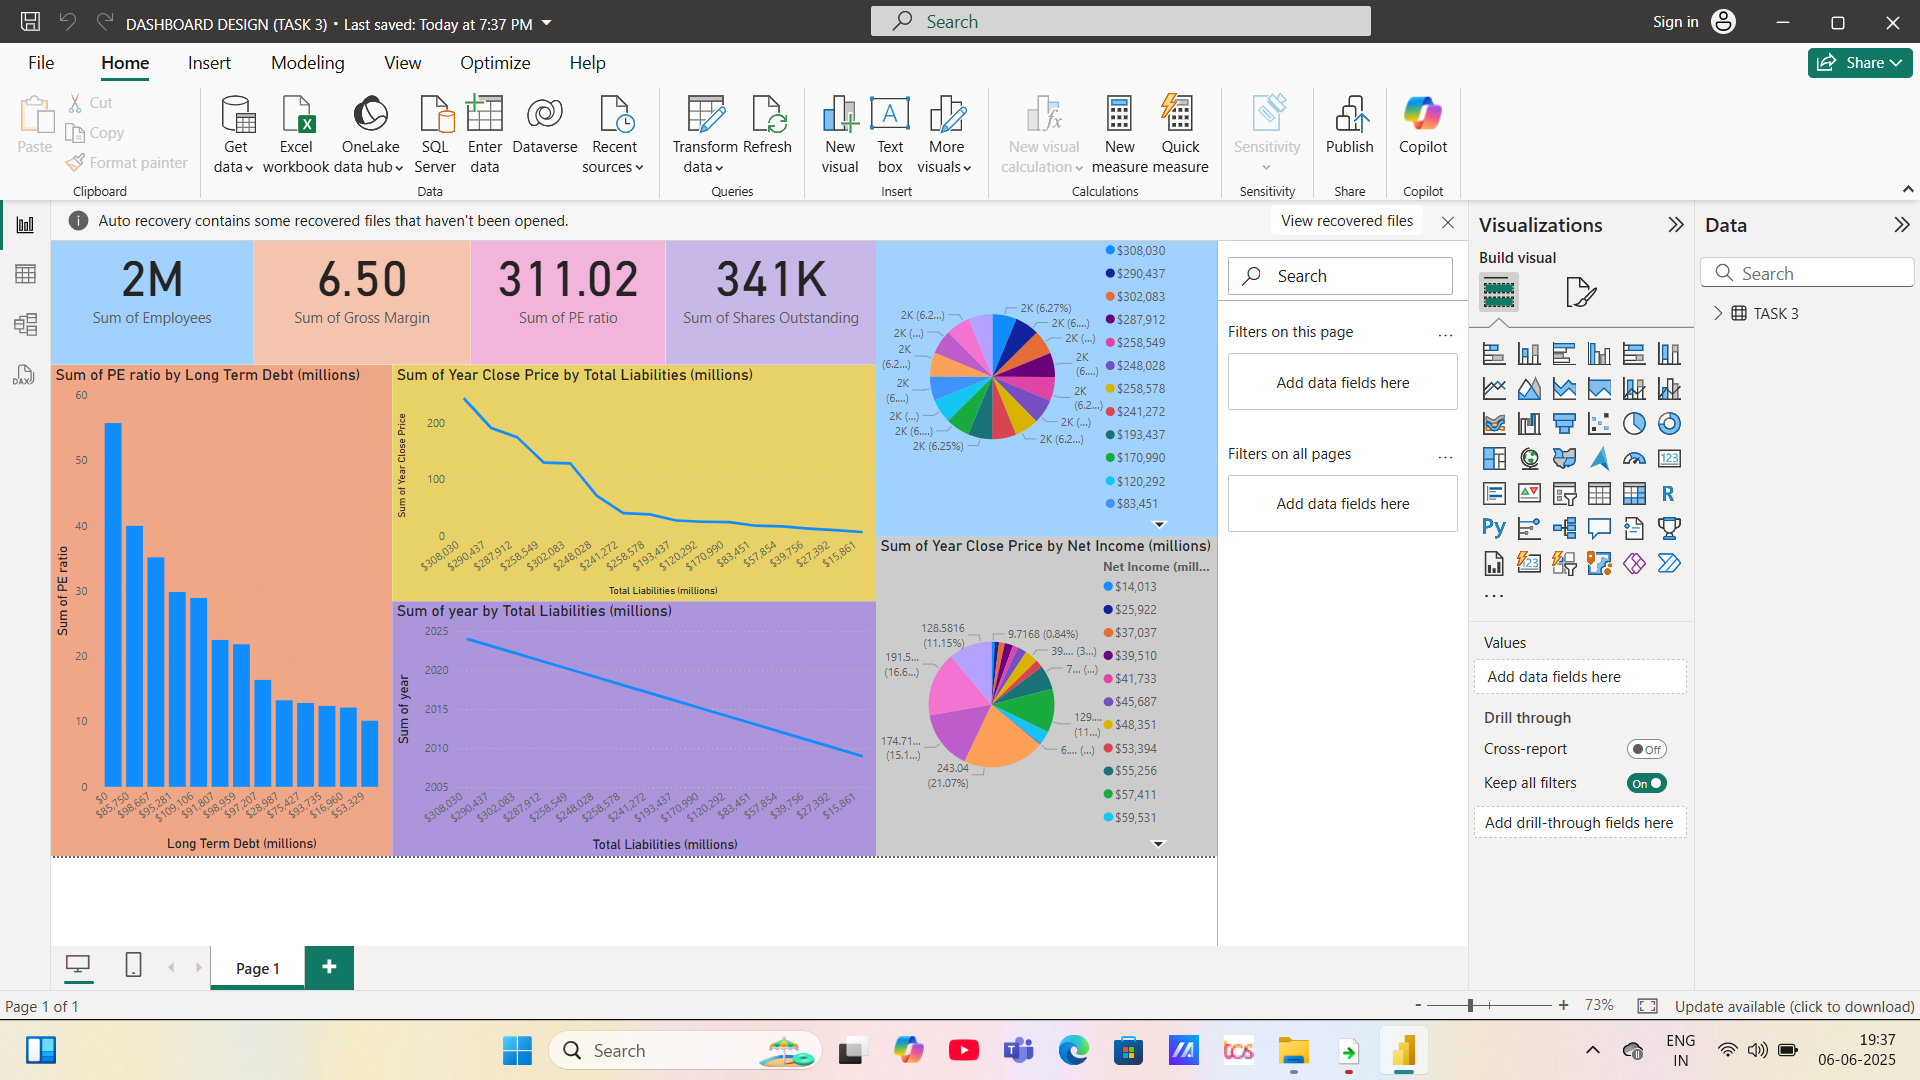 DASHBOARD DESIGN (TASK 3) • Last saved: Today at 7:37 PM
Search
Sign in
File Home Insert Modeling View Optimize Help
Share
Paste
Cut
Copy
Format painter
Clipboard
Get data
Excel workbook
OneLake data hub
SQL Server
Enter data
Dataverse
Recent sources
Data
Transform data
Refresh
Queries
New visual
Text box
More visuals
Insert
New visual calculation
New measure
Quick measure
Calculations
Sensitivity
Sensitivity
Publish
Share
Copilot
Copilot
Auto recovery contains some recovered files that haven't been opened.
View recovered files
2M
Sum of Employees
6.50
Sum of Gross Margin
311.02
Sum of PE ratio
341K
Sum of Shares Outstanding
Sum of PE ratio by Long Term Debt (millions)
Sum of PE ratio
60
50
40
30
20
10
0
$0
$85,750
$98,667
$95,281
$109,106
$91,807
$98,959
$97,207
$28,987
$75,427
$93,735
$16,960
$53,329
Long Term Debt (millions)
Sum of Year Close Price by Total Liabilities (millions)
Sum of Year Close Price
200
100
0
$308,030
$290,437
$287,912
$258,549
$302,083
$248,028
$241,272
$258,578
$193,437
$120,292
$170,990
$83,451
$57,854
$39,756
$27,392
$15,861
Total Liabilities (millions)
Sum of year by Total Liabilities (millions)
Sum of year
2025
2020
2015
2010
2005
$308,030
$290,437
$302,083
$287,912
$258,549
$248,028
$258,578
$241,272
$193,437
$170,990
$120,292
$83,451
$57,854
$39,756
$27,392
$15,861
Total Liabilities (millions)
2K (6.27%)
2K (6....)
2K (...)
2K
(6....)
2K
(6.2...)
2K (...)
2K (6.2...)
2K (6.25%)
2K (6....)
2K (...)
2K
(6....)
2K
(6.2...)
2K (...)
2K (6.2...)
$308,030
$290,437
$302,083
$287,912
$258,549
$248,028
$258,578
$241,272
$193,437
$170,990
$120,292
$83,451
Sum of Year Close Price by Net Income (millions)
Net Income (mill...
9.7168 (0.84%)
39.... (3...)
7... (...)
129....
(11...)
6.... (...)
243.04
(21.07%)
174.71...
(15.1...)
191.5...
(16.6...)
128.5816
(11.15%)
$14,013
$25,922
$37,037
$39,510
$41,733
$45,687
$48,351
$53,394
$55,256
$57,411
$59,531
Search
Filters on this page
...
Add data fields here
Filters on all pages
...
Add data fields here
Visualizations
Build visual
123
R
Py
123
...
Values
Add data fields here
Drill through
Cross-report
Off
Keep all filters
On
Add drill-through fields here
Data
Search
TASK 3
DAX
Page 1
+
Page 1 of 1
- + 73%
Update available (click to download)
Search
tcs
ENG
IN
19:37
06-06-2025